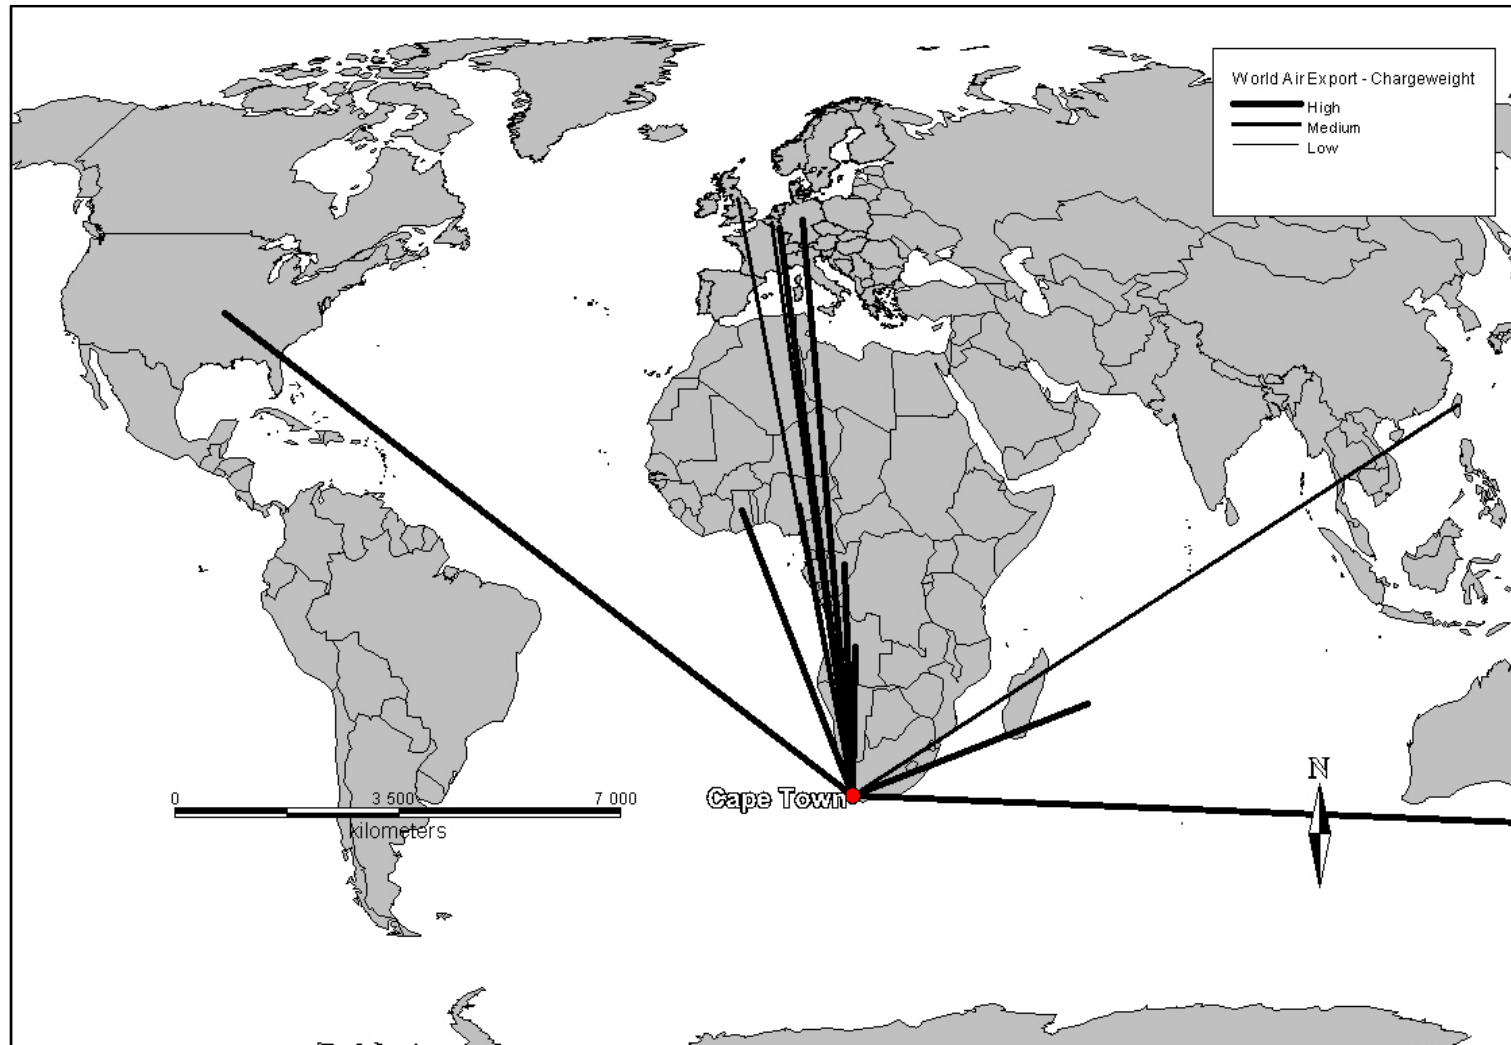 World Air Export - Chargeweight
High
Medium
Low
N
Cape Town
0 3 500 7 000
kilometers